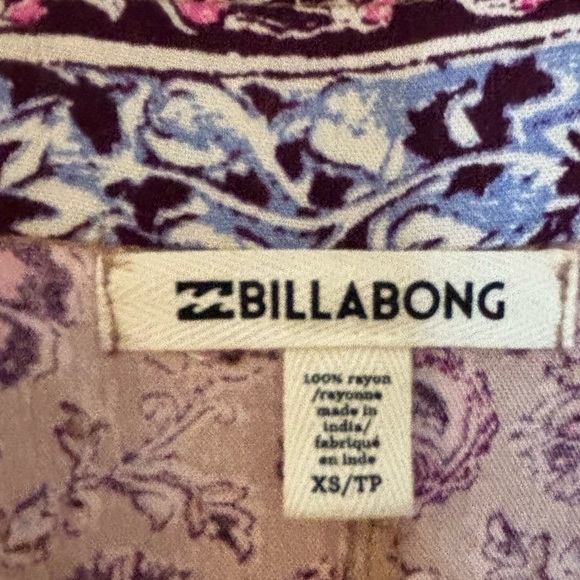 BILLABONG
100% rayon
/rayonne
made in
india/
fabriqué
en inde
XS/TP